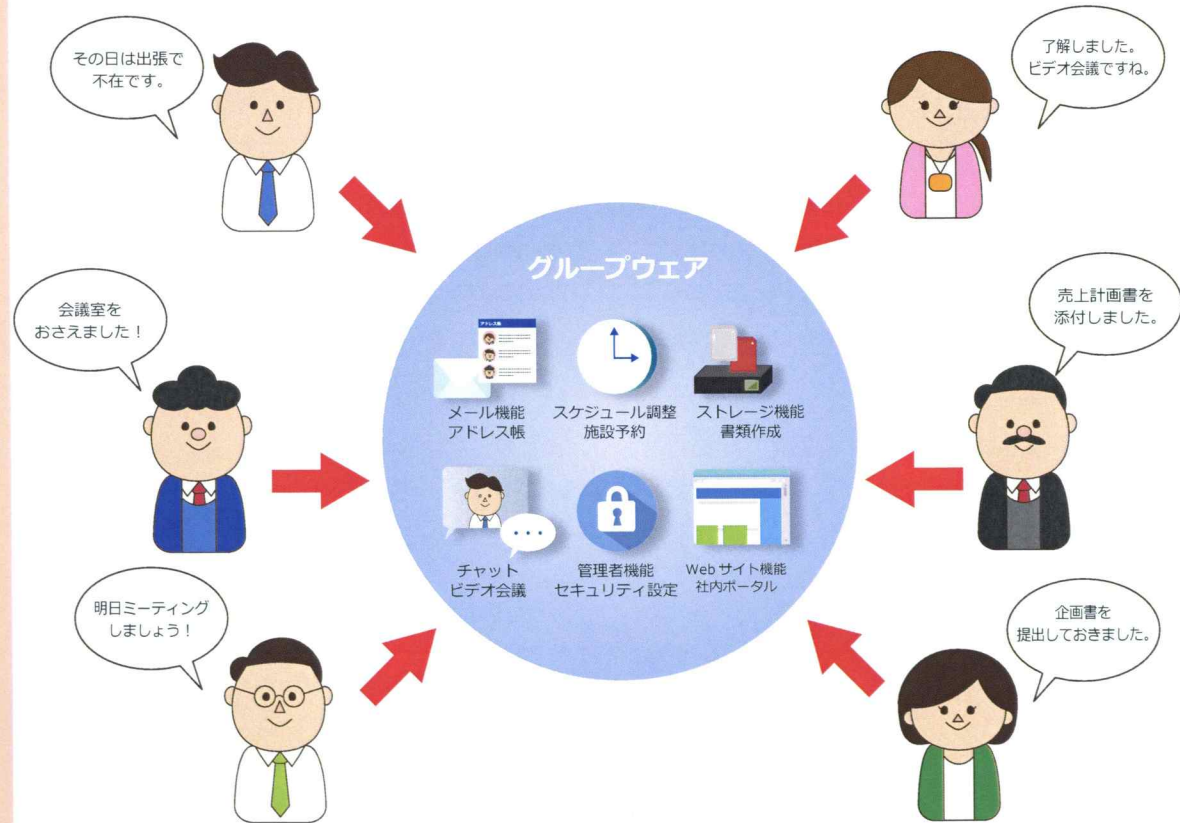 その日は出張で
不在です。
了解しました。
ビデオ会議ですね。
グループウェア
会議室を
おさえました！
売上計画書を
添付しました。
アドレス帳
メール機能
アドレス帳
スケジュール調整
施設予約
ストレージ機能
書類作成
チャット
ビデオ会議
管理者機能
セキュリティ設定
Web サイト機能
社内ポータル
明日ミーティング
しましょう！
企画書を
提出しておきました。